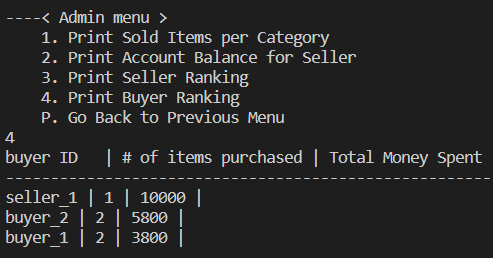 ----< Admin menu >
1. Print Sold Items per Category
2. Print Account Balance for Seller
3. Print Seller Ranking
4. Print Buyer Ranking
P. Go Back to Previous Menu
4
buyer ID   | # of items purchased | Total Money Spent
------------------------------------------------------
seller_1 | 1 | 10000 |
buyer_2 | 2 | 5800 |
buyer_1 | 2 | 3800 |